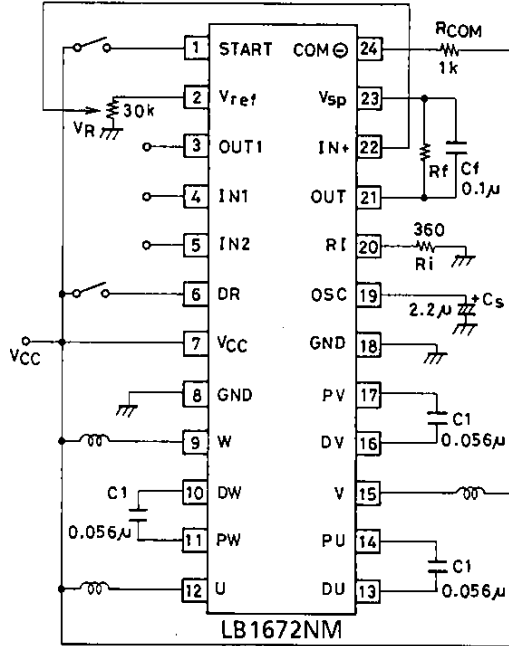 RCOM
1 START COM⊖ 24
1k
2 Vref Vsp 23
VR 30k
3 OUT1 IN+ 22
Rf Cf
0.1μ
4 IN1 OUT 21
360
5 IN2 RI 20
Ri
6 DR OSC 19
2.2μ + Cs
VCC
7 VCC GND 18
8 GND PV 17
C1
0.056μ
9 W DV 16
10 DW V 15
C1
0.056μ
11 PW PU 14
C1
0.056μ
12 U DU 13
LB1672NM